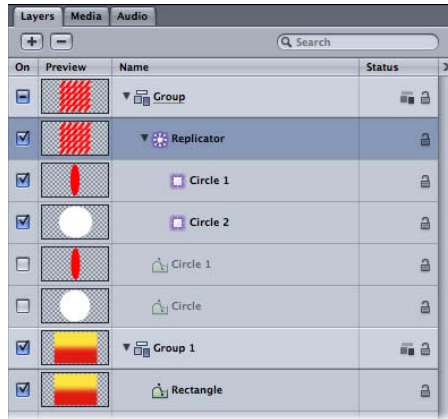 Layers Media Audio
Search
On Preview Name Status
Group
Replicator
Circle 1
Circle 2
Circle 1
Circle
Group 1
Rectangle